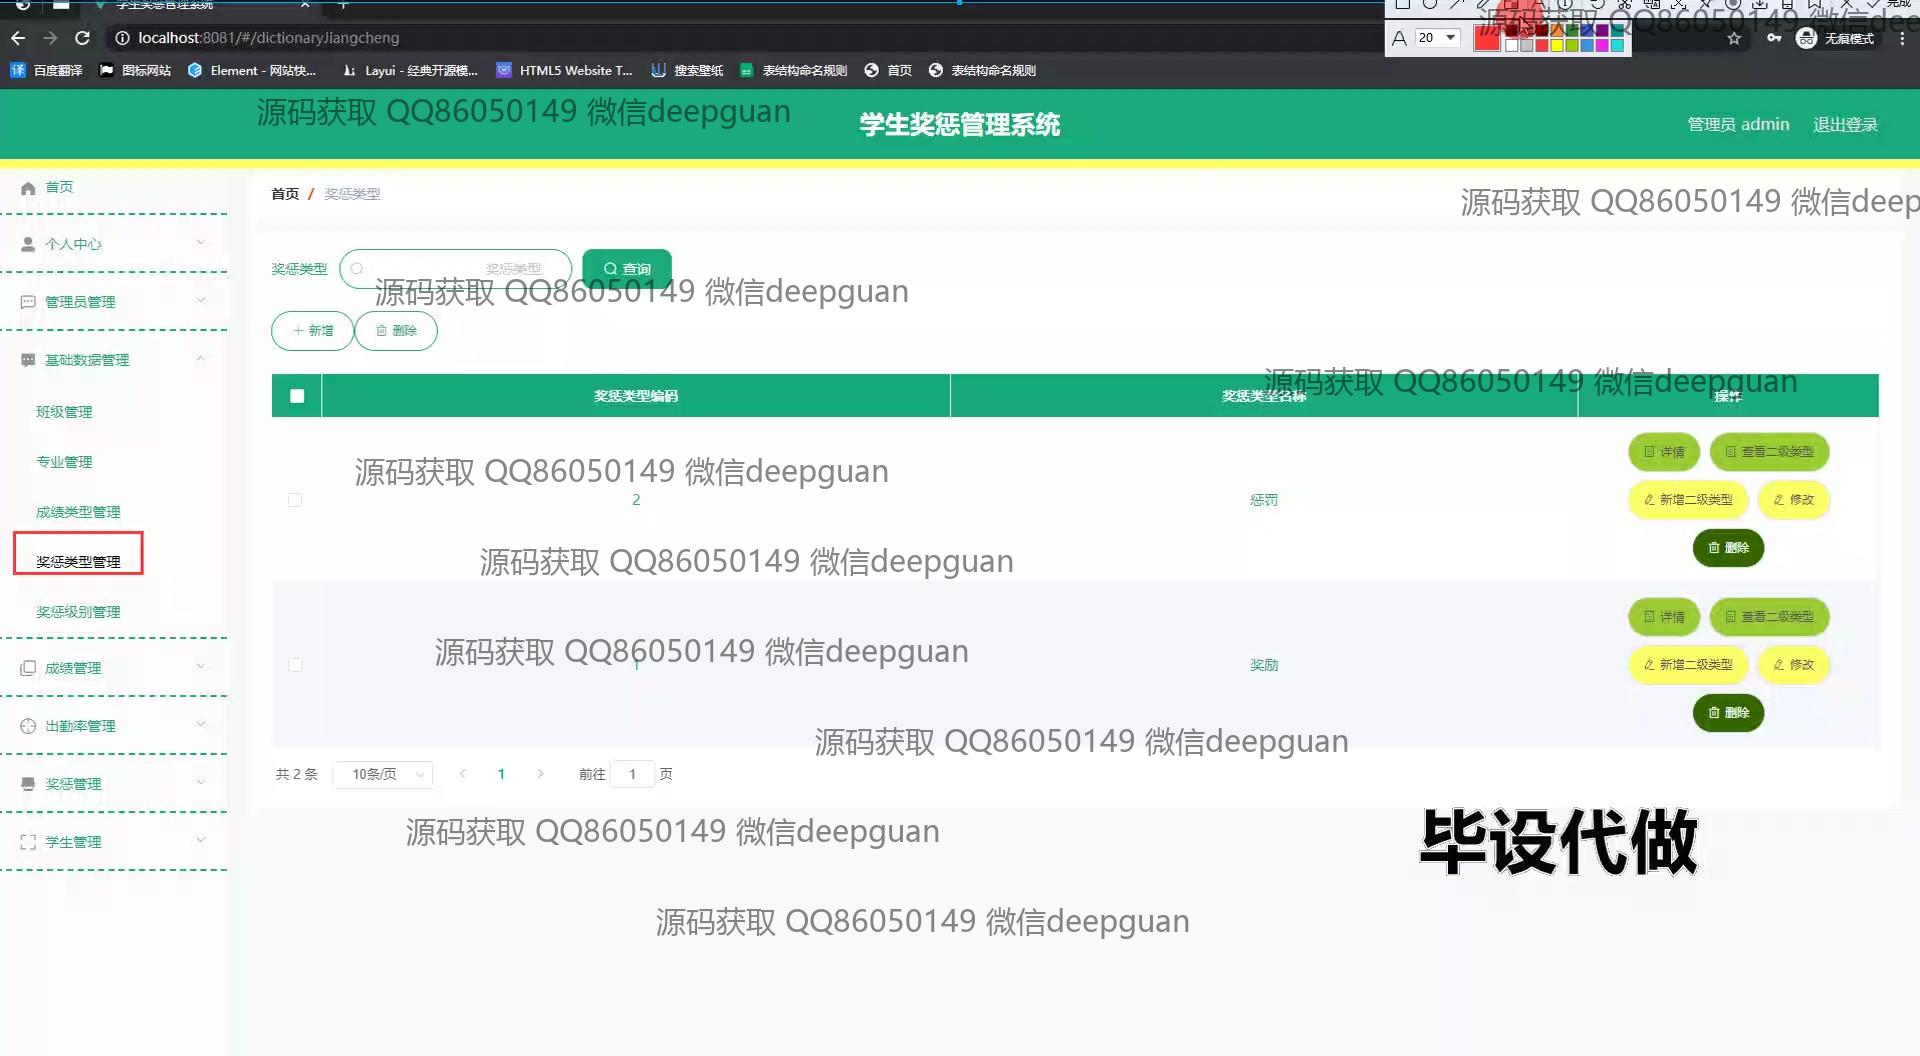 学生奖惩管理系统
完成
localhost:8081/#/dictionaryJiangcheng
A 20
无痕模式
百度翻译 图标网站 Element - 网站快... Layui - 经典开源模... HTML5 Website T... 搜索壁纸 表结构命名规则 首页 表结构命名规则
源码获取 QQ86050149 微信dee
源码获取 QQ86050149 微信deepguan
学生奖惩管理系统
管理员 admin 退出登录
首页
个人中心
管理员管理
基础数据管理
班级管理
专业管理
成绩类型管理
奖惩类型管理
奖惩级别管理
成绩管理
出勤率管理
奖惩管理
学生管理
首页 / 奖惩类型
源码获取 QQ86050149 微信deep
奖惩类型 奖惩类型 查询
源码获取 QQ86050149 微信deepguan
新增 删除
源码获取 QQ86050149 微信deepguan
奖惩类型编码 奖惩类型名称 操作
源码获取 QQ86050149 微信deepguan
2 惩罚
详情 查看二级类型
新增二级类型 修改
删除
源码获取 QQ86050149 微信deepguan
源码获取 QQ86050149 微信deepguan
1 奖励
详情 查看二级类型
新增二级类型 修改
删除
源码获取 QQ86050149 微信deepguan
共 2 条 10条/页 1 前往 1 页
源码获取 QQ86050149 微信deepguan
毕设代做
源码获取 QQ86050149 微信deepguan